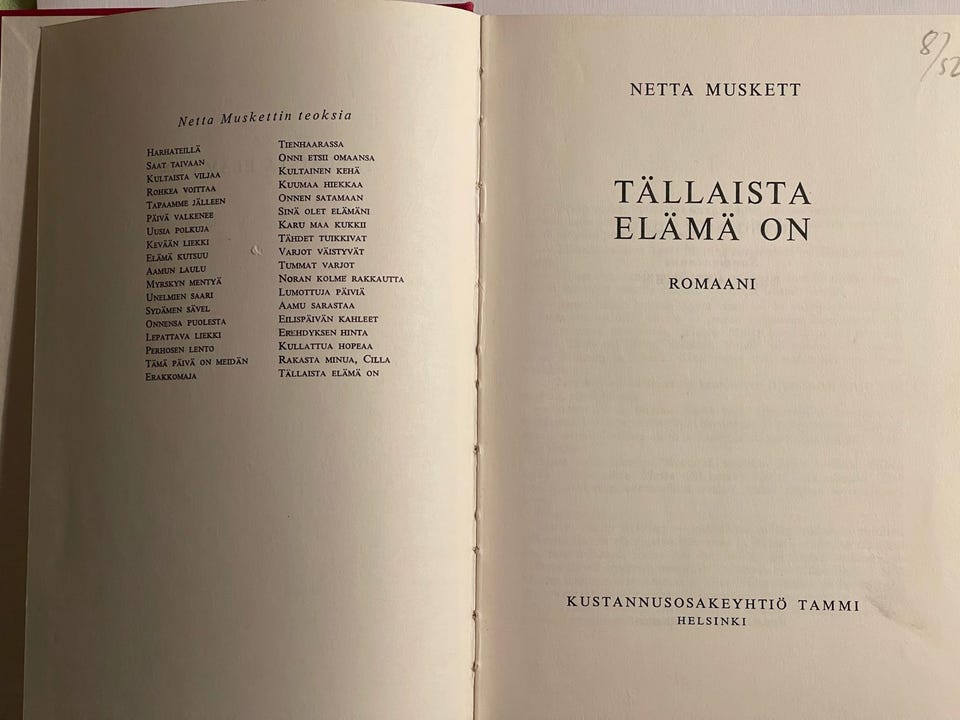 Netta Muskettin teoksia
HARHATEILLÄ
SAAT TAIVAAN
KULTAISTA VILJAA
ROHKEA VOITTAA
TAPAAMME JÄLLEEN
PÄIVÄ VALKENEE
UUSIA POLKUJA
KEVÄÄN LIEKKI
ELÄMÄ KUTSUU
AAMUN LAULU
MYRSKYN MENTYÄ
UNELMIEN SAARI
SYDÄMEN SÄVEL
ONNENSA PUOLESTA
LEPATTAVA LIEKKI
PERHOSEN LENTO
TÄMÄ PÄIVÄ ON MEIDÄN
ERAKKOMAJA
TIENHAARASSA
ONNI ETSII OMAANSA
KULTAINEN KEHÄ
KUUMAA HIEKKAA
ONNEN SATAMAAN
SINÄ OLET ELÄMÄNI
KARU MAA KUKKII
TÄHDET TUIKKIVAT
VARJOT VÄISTYVÄT
TUMMAT VARJOT
NORAN KOLME RAKKAUTTA
LUMOTTUJA PÄIVIÄ
AAMU SARASTAA
EILISPÄIVÄN KAHLEET
EREHDYKSEN HINTA
KULLATTUA HOPEAA
RAKASTA MINUA, CILLA
TÄLLAISTA ELÄMÄ ON
8/52
NETTA MUSKETT
TÄLLAISTA
ELÄMÄ ON
ROMAANI
KUSTANNUSOSAKEYHTIÖ TAMMI
HELSINKI